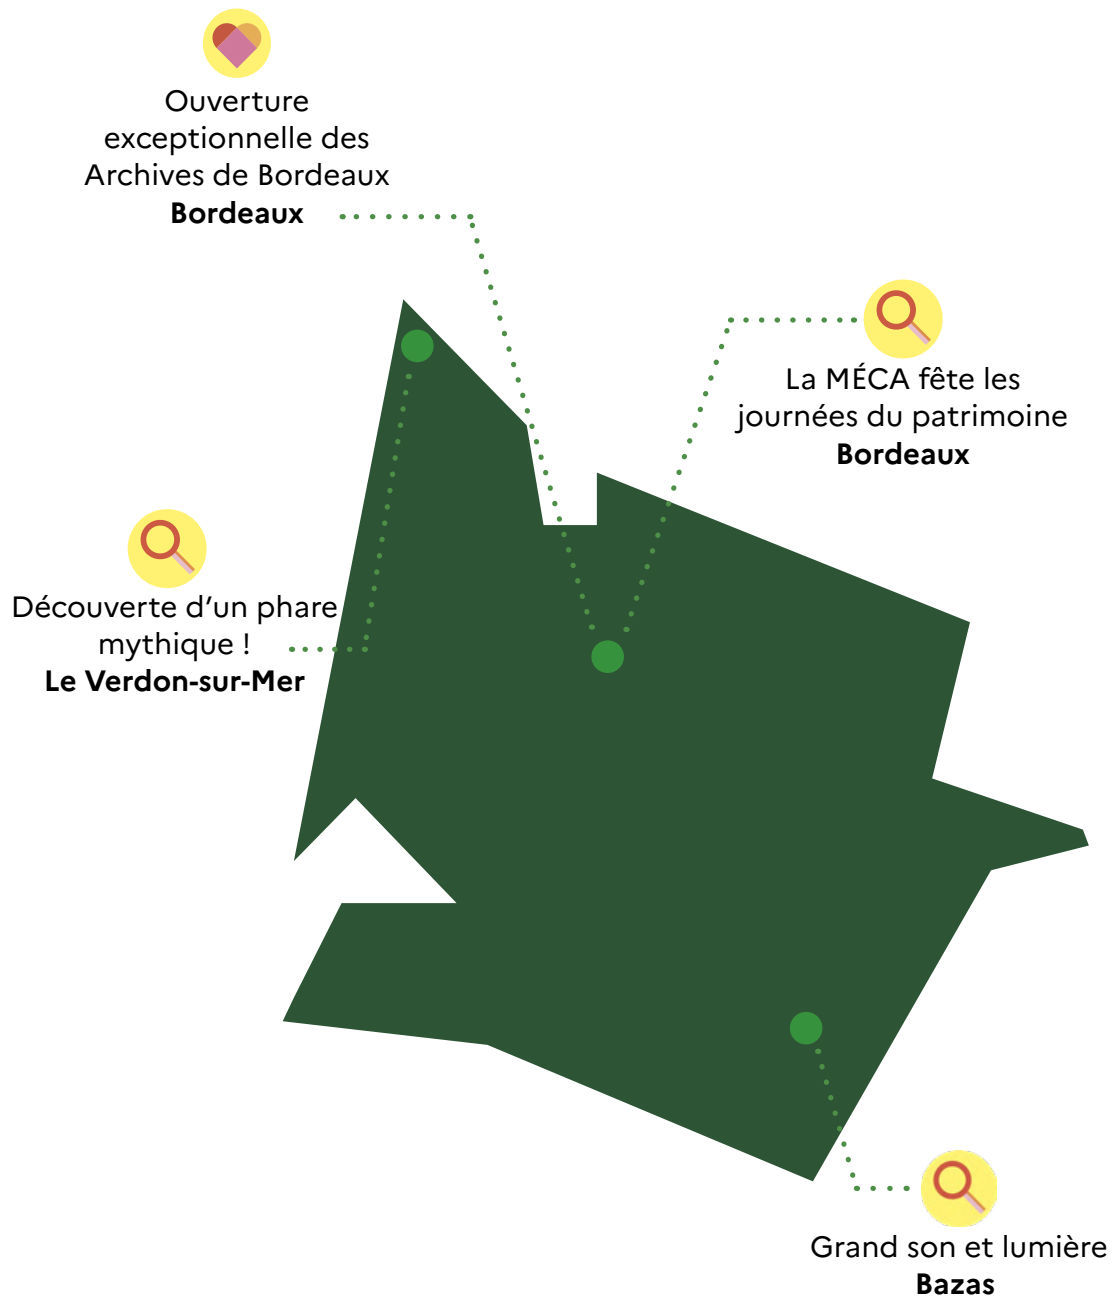 Ouverture
exceptionnelle des
Archives de Bordeaux
Bordeaux
La MÉCA fête les
journées du patrimoine
Bordeaux
Découverte d’un phare
mythique !
Le Verdon-sur-Mer
Grand son et lumière
Bazas